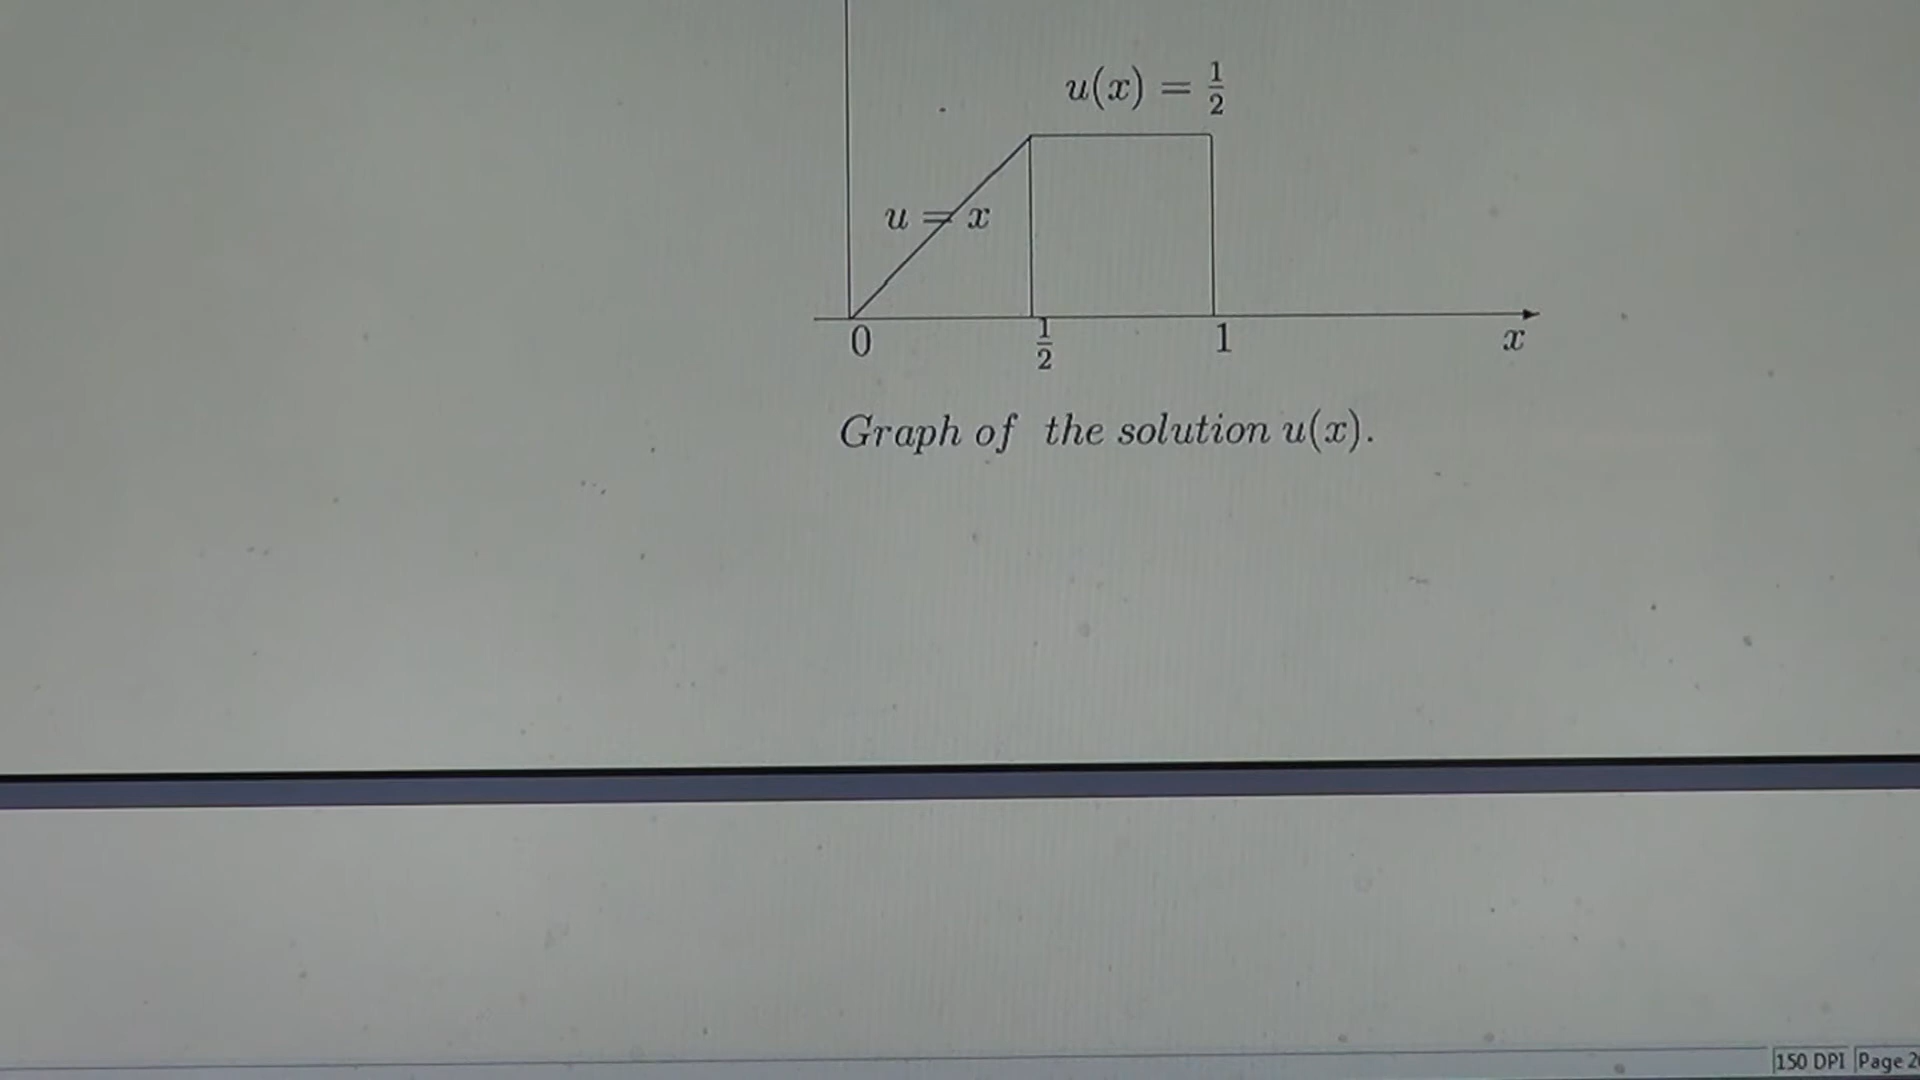 u(x) = 1/2
u = x
0 1/2 1 x
Graph of the solution u(x).
150 DPI Page 2